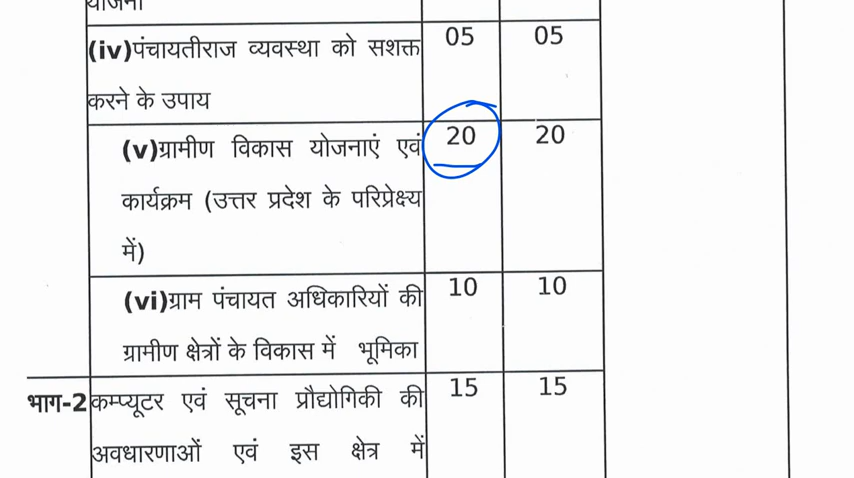 योजना
(iv)पंचायतीराज व्यवस्था को सशक्त 05 05
करने के उपाय
(v)ग्रामीण विकास योजनाएं एवं 20 20
कार्यक्रम (उत्तर प्रदेश के परिप्रेक्ष्य
में)
(vi)ग्राम पंचायत अधिकारियों की 10 10
ग्रामीण क्षेत्रों के विकास में भूमिका
भाग-2 कम्प्यूटर एवं सूचना प्रौद्योगिकी की 15 15
अवधारणाओं एवं इस क्षेत्र में